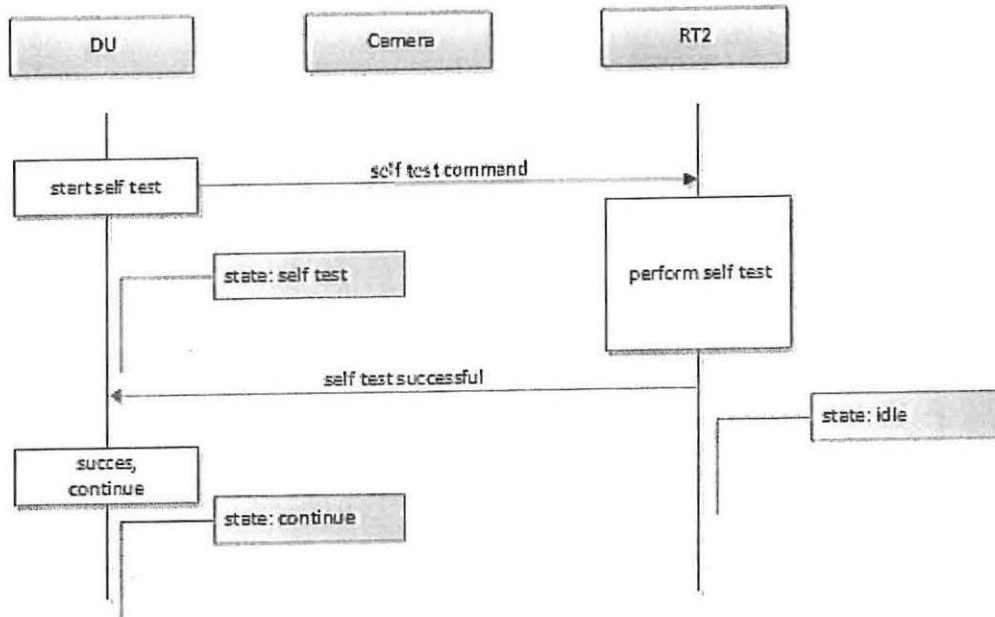 DU
Camera
RT2
self test command
start self test
state: self test
perform self test
self test successful
state: idle
succes,
continue
state: continue